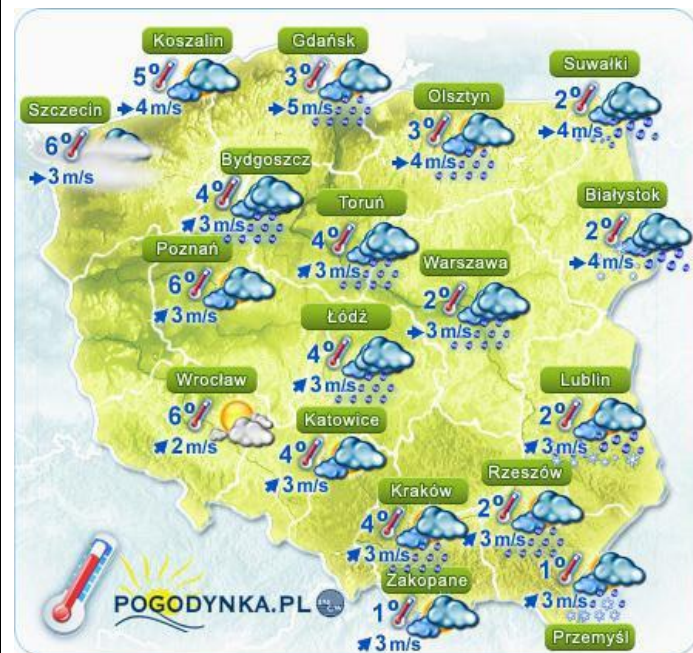 Koszalin
5°
4 m/s
Gdańsk
3°
5 m/s
Suwałki
2°
4 m/s
Szczecin
6°
3 m/s
Olsztyn
3°
4 m/s
Bydgoszcz
4°
3 m/s
Toruń
4°
3 m/s
Białystok
2°
4 m/s
Poznań
6°
3 m/s
Warszawa
2°
3 m/s
Łódź
4°
3 m/s
Wrocław
6°
2 m/s
Katowice
4°
3 m/s
Lublin
2°
3 m/s
Kraków
4°
3 m/s
Rzeszów
2°
3 m/s
Zakopane
1°
3 m/s
1°
3 m/s
Przemyśl
POGODYNKA.PL